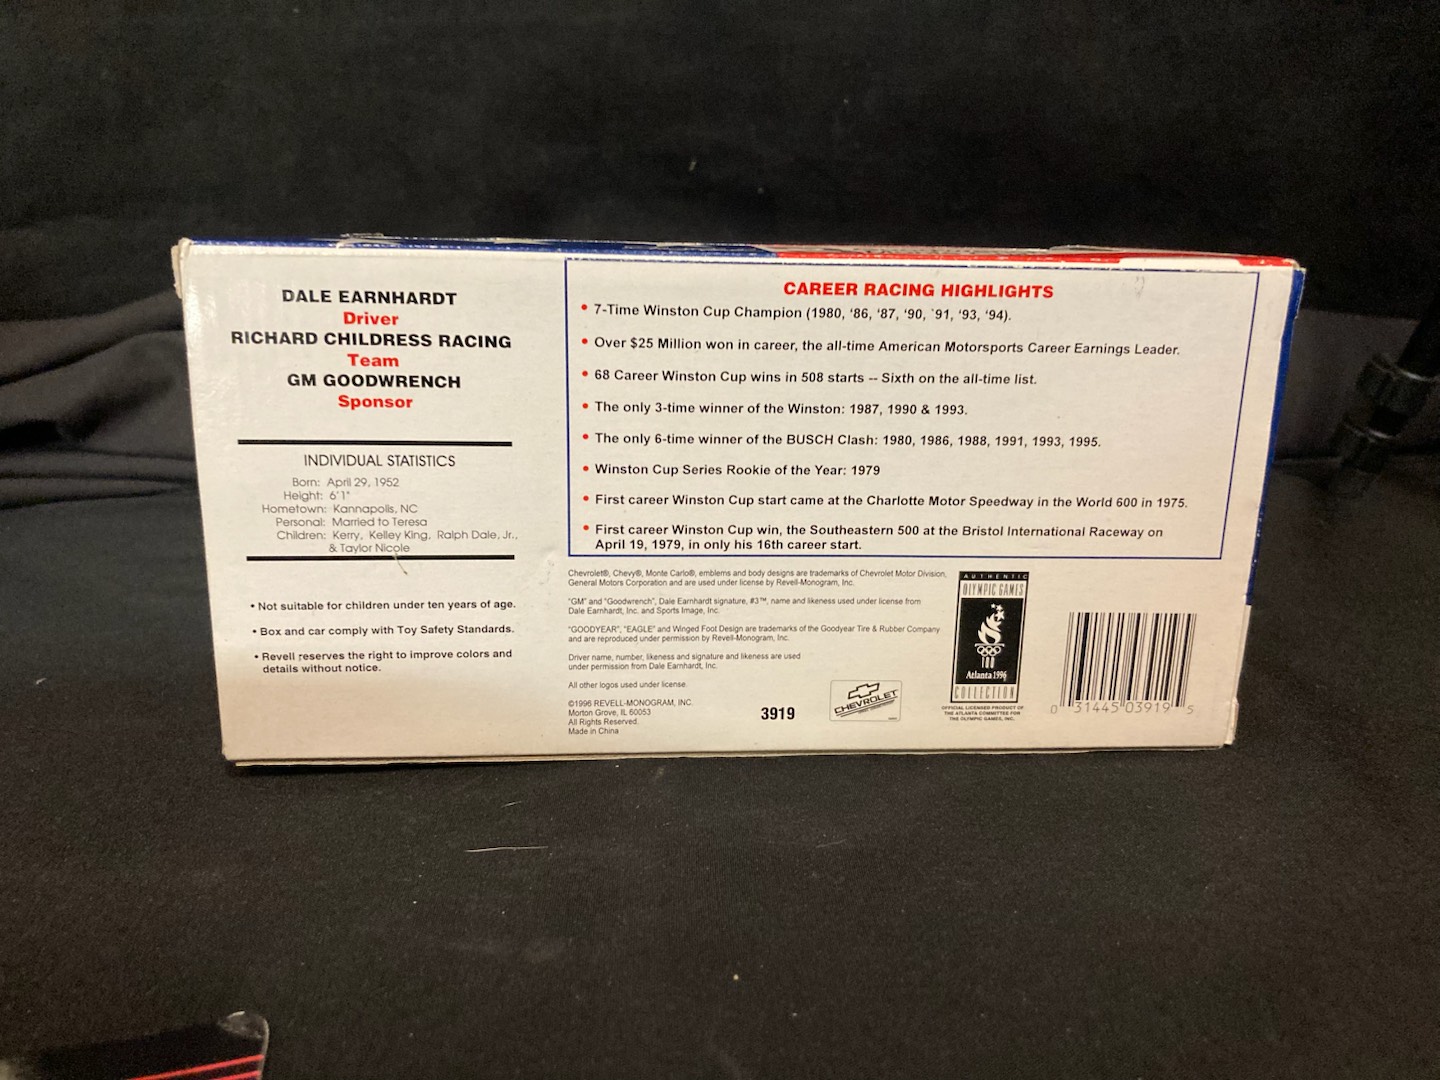 DALE EARNHARDT
Driver
RICHARD CHILDRESS RACING
Team
GM GOODWRENCH
Sponsor
INDIVIDUAL STATISTICS
Born: April 29, 1952
Height: 6'1"
Hometown: Kannapolis, NC
Personal: Married to Teresa
Children: Kerry, Kelley King, Ralph Dale, Jr.,
& Taylor Nicole
• Not suitable for children under ten years of age.
• Box and car comply with Toy Safety Standards.
• Revell reserves the right to improve colors and
details without notice.
CAREER RACING HIGHLIGHTS
• 7-Time Winston Cup Champion (1980, '86, '87, '90, '91, '93, '94).
• Over $25 Million won in career, the all-time American Motorsports Career Earnings Leader.
• 68 Career Winston Cup wins in 508 starts -- Sixth on the all-time list.
• The only 3-time winner of the Winston: 1987, 1990 & 1993.
• The only 6-time winner of the BUSCH Clash: 1980, 1986, 1988, 1991, 1993, 1995.
• Winston Cup Series Rookie of the Year: 1979
• First career Winston Cup start came at the Charlotte Motor Speedway in the World 600 in 1975.
• First career Winston Cup win, the Southeastern 500 at the Bristol International Raceway on
April 19, 1979, in only his 16th career start.
Chevrolet®, Chevy®, Monte Carlo®, emblems and body designs are trademarks of Chevrolet Motor Division,
General Motors Corporation and are used under license by Revell-Monogram, Inc.
"GM" and "Goodwrench", Dale Earnhardt signature, #3™, name and likeness used under license from
Dale Earnhardt, Inc. and Sports Image, Inc.
"GOODYEAR", "EAGLE" and Winged Foot Design are trademarks of the Goodyear Tire & Rubber Company
and are reproduced under permission by Revell-Monogram, Inc.
Driver name, number, likeness and signature and likeness are used
under permission from Dale Earnhardt, Inc.
All other logos used under license.
©1996 REVELL-MONOGRAM, INC.
Morton Grove, IL 60053
All Rights Reserved.
Made in China
3919
CHEVROLET
AUTHENTIC
OLYMPIC GAMES
100
Atlanta 1996
COLLECTION
OFFICIAL LICENSED PRODUCT OF
THE ATLANTA COMMITTEE FOR
THE OLYMPIC GAMES, INC.
0 31445 03919 5